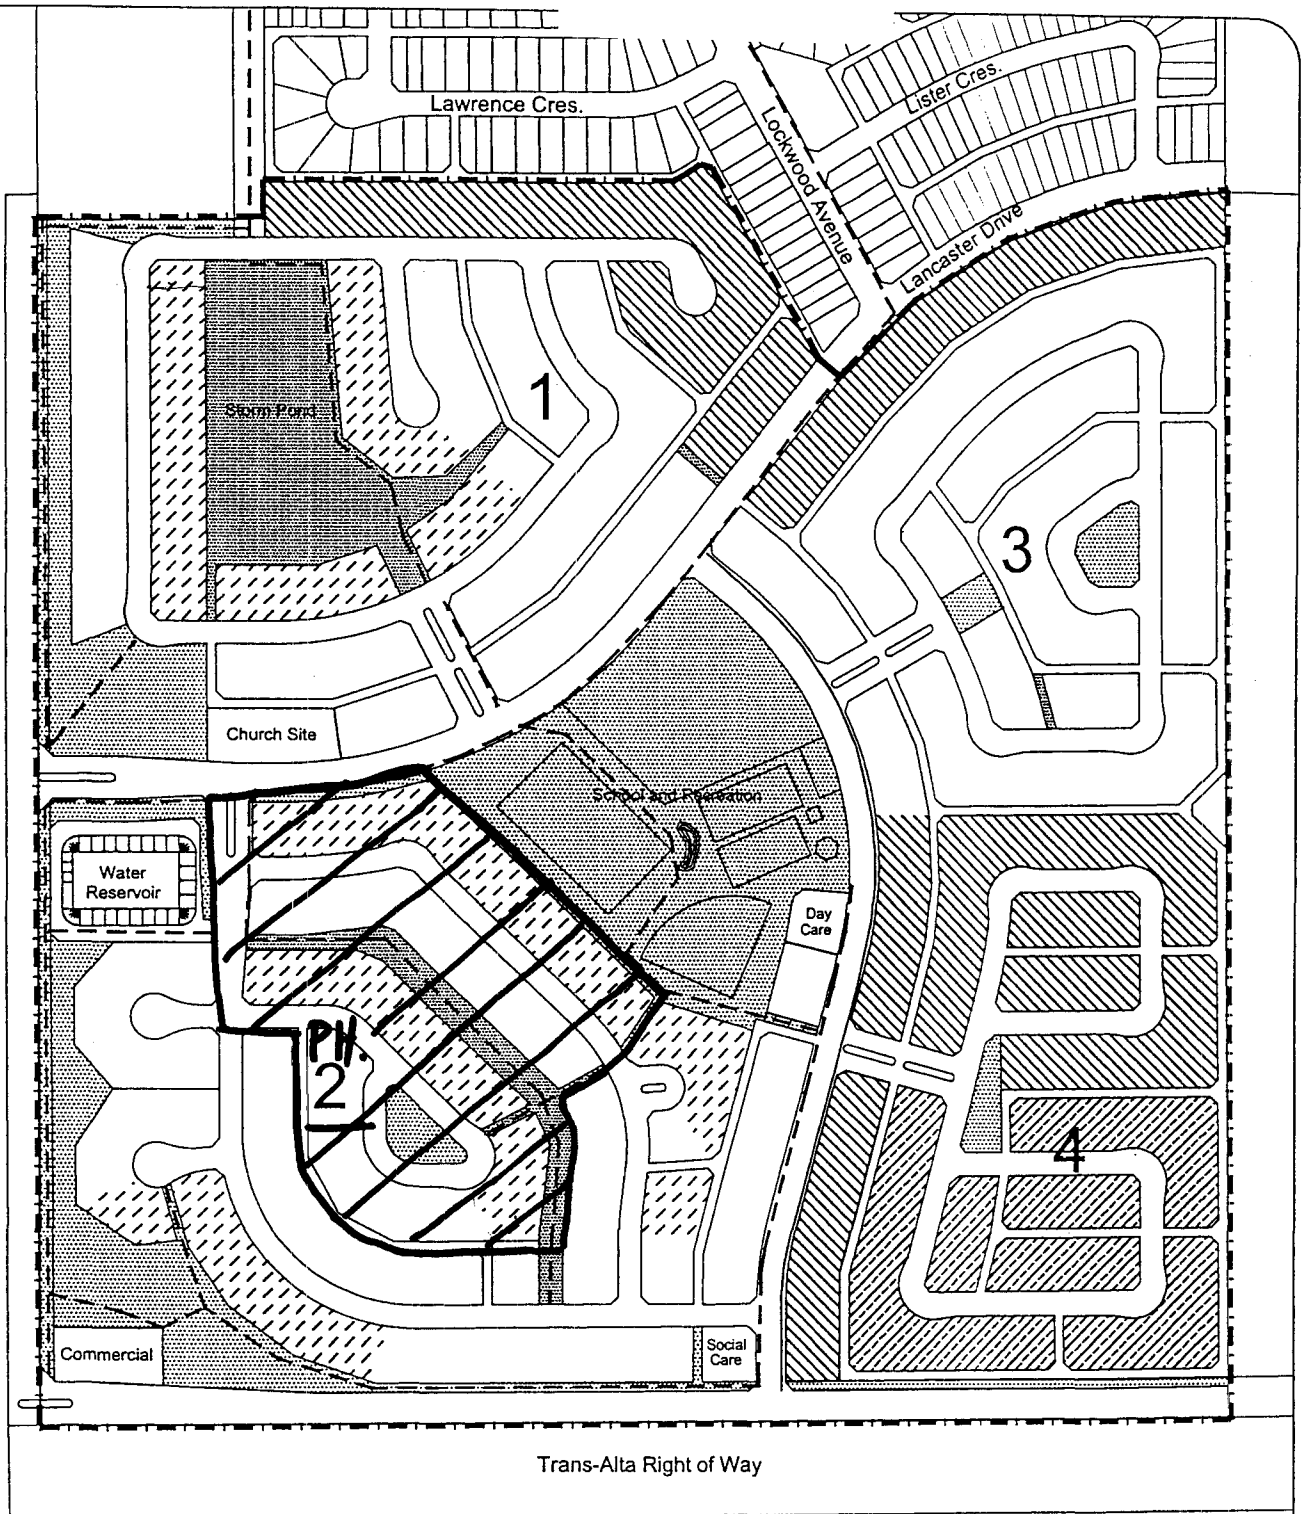 Lawrence Cres.
Lister Cres.
Lockwood Avenue
Lancaster Drive
Storm Pond
1
3
Church Site
School and Recreation
Water
Reservoir
Day
Care
PH.
2
4
Commercial
Social
Care
Trans-Alta Right of Way